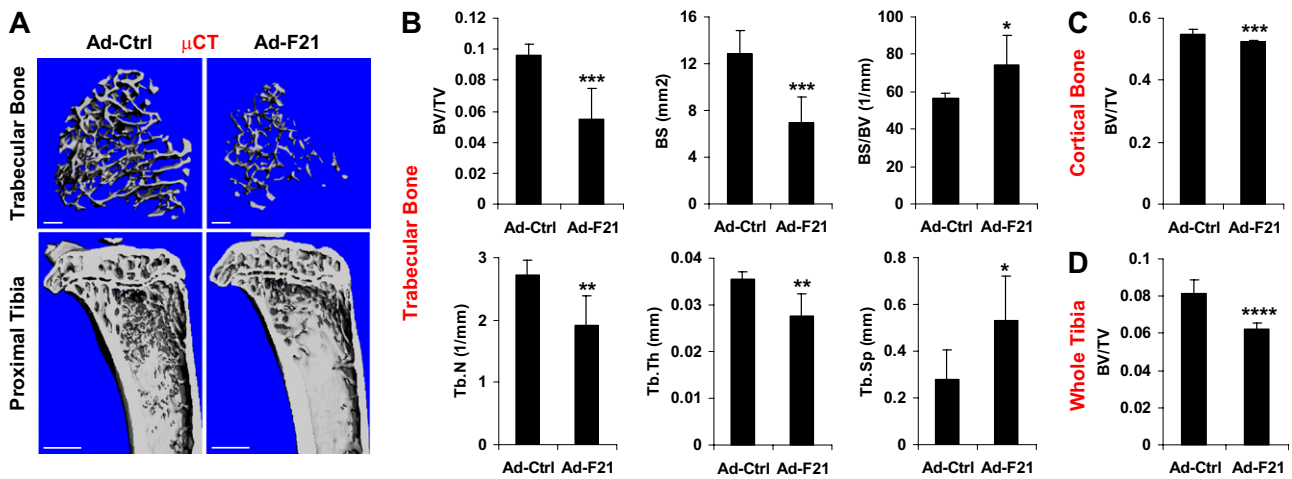 A
Ad-Ctrl μCT Ad-F21
Trabecular Bone
Proximal Tibia
B
Trabecular Bone
BV/TV
0.12
0.1
0.08
0.06
0.04
0.02
0
***
Ad-Ctrl Ad-F21
BS (mm2)
16
12
8
4
0
***
Ad-Ctrl Ad-F21
BS/BV (1/mm)
100
80
60
40
20
0
*
Ad-Ctrl Ad-F21
Tb.N (1/mm)
3
2
1
0
**
Ad-Ctrl Ad-F21
Tb.Th (mm)
0.04
0.03
0.02
0.01
0
**
Ad-Ctrl Ad-F21
Tb.Sp (mm)
0.8
0.6
0.4
0.2
0
*
Ad-Ctrl Ad-F21
C
Cortical Bone
BV/TV
0.6
0.4
0.2
0
***
Ad-Ctrl Ad-F21
D
Whole Tibia
BV/TV
0.1
0.08
0.06
0.04
0.02
0
****
Ad-Ctrl Ad-F21